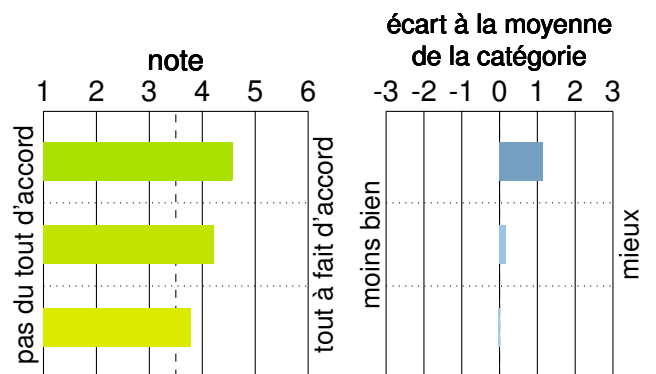 note
1 2 3 4 5 6
pas du tout d'accord
tout à fait d'accord
écart à la moyenne
de la catégorie
-3 -2 -1 0 1 2 3
moins bien
mieux